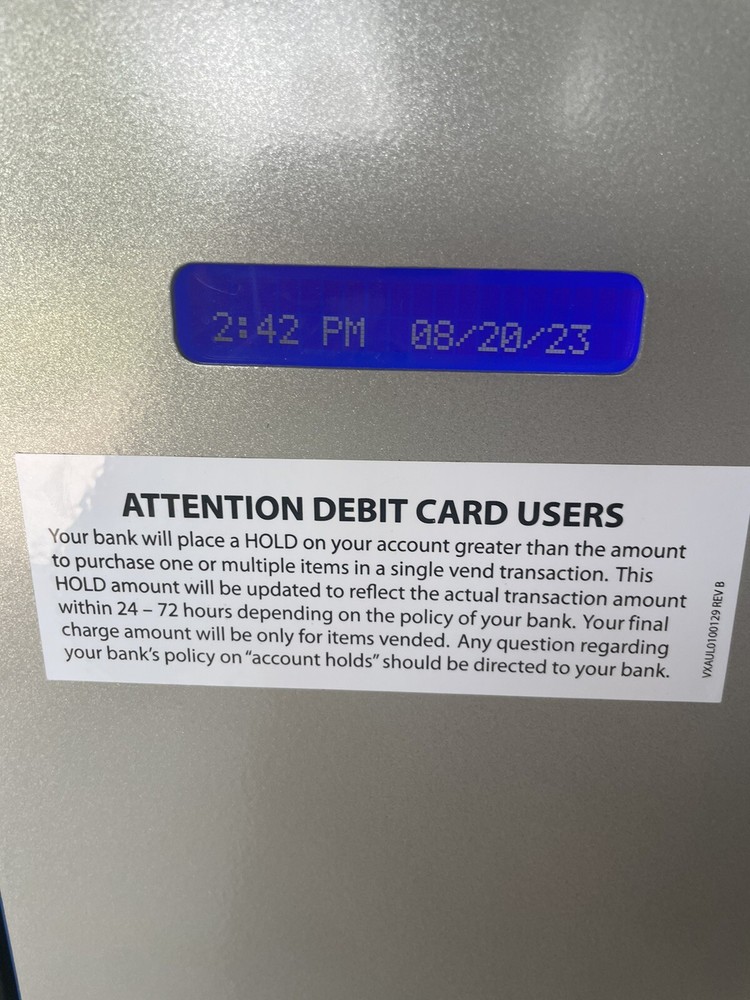 2:42 PM 08/20/23
ATTENTION DEBIT CARD USERS
Your bank will place a HOLD on your account greater than the amount
to purchase one or multiple items in a single vend transaction. This
HOLD amount will be updated to reflect the actual transaction amount
within 24 – 72 hours depending on the policy of your bank. Your final
charge amount will be only for items vended. Any question regarding
your bank's policy on "account holds" should be directed to your bank.
VXAUL0100129 REV B